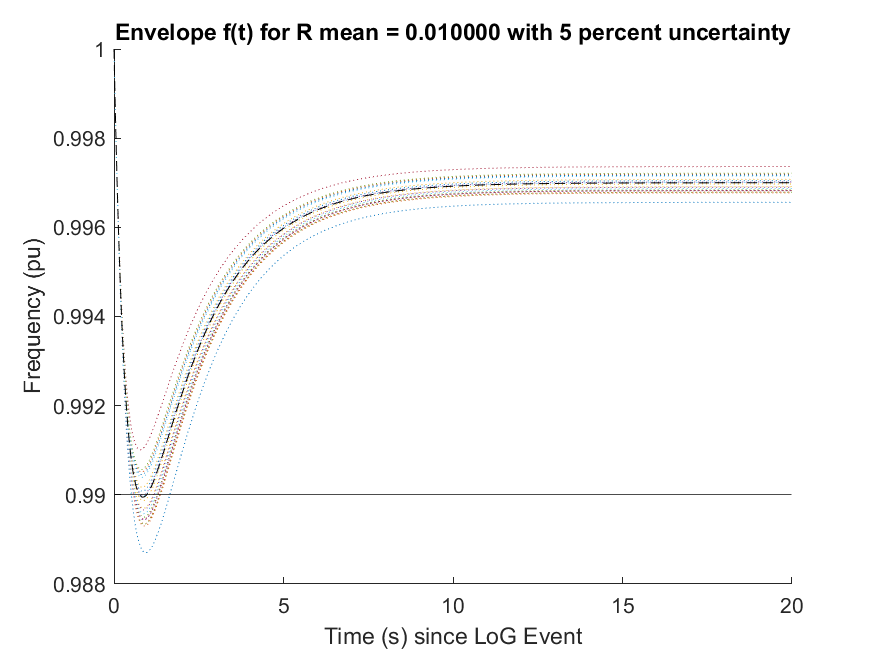 Envelope f(t) for R mean = 0.010000 with 5 percent uncertainty
1
0.998
0.996
0.994
0.992
0.99
0.988
Frequency (pu)
0 5 10 15 20
Time (s) since LoG Event